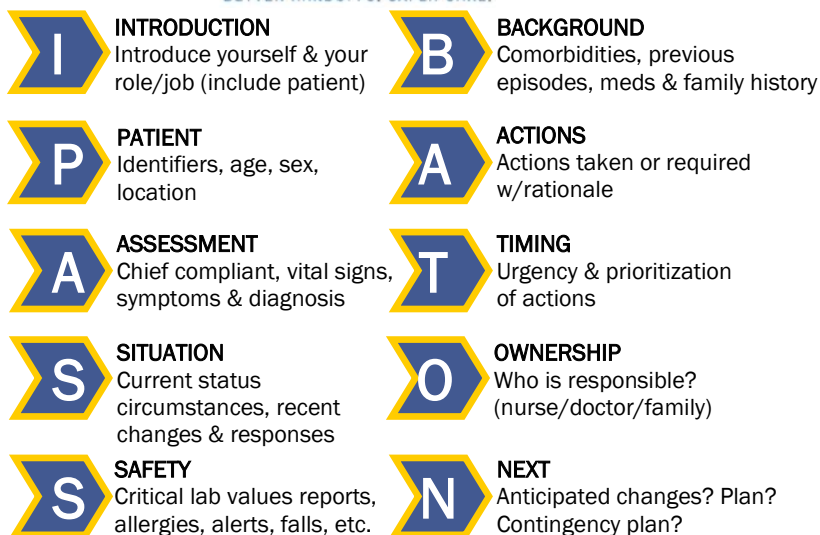 I
INTRODUCTION
Introduce yourself & your
role/job (include patient)
P
PATIENT
Identifiers, age, sex,
location
A
ASSESSMENT
Chief compliant, vital signs,
symptoms & diagnosis
S
SITUATION
Current status
circumstances, recent
changes & responses
S
SAFETY
Critical lab values reports,
allergies, alerts, falls, etc.
B
BACKGROUND
Comorbidities, previous
episodes, meds & family history
A
ACTIONS
Actions taken or required
w/rationale
T
TIMING
Urgency & prioritization
of actions
O
OWNERSHIP
Who is responsible?
(nurse/doctor/family)
N
NEXT
Anticipated changes? Plan?
Contingency plan?